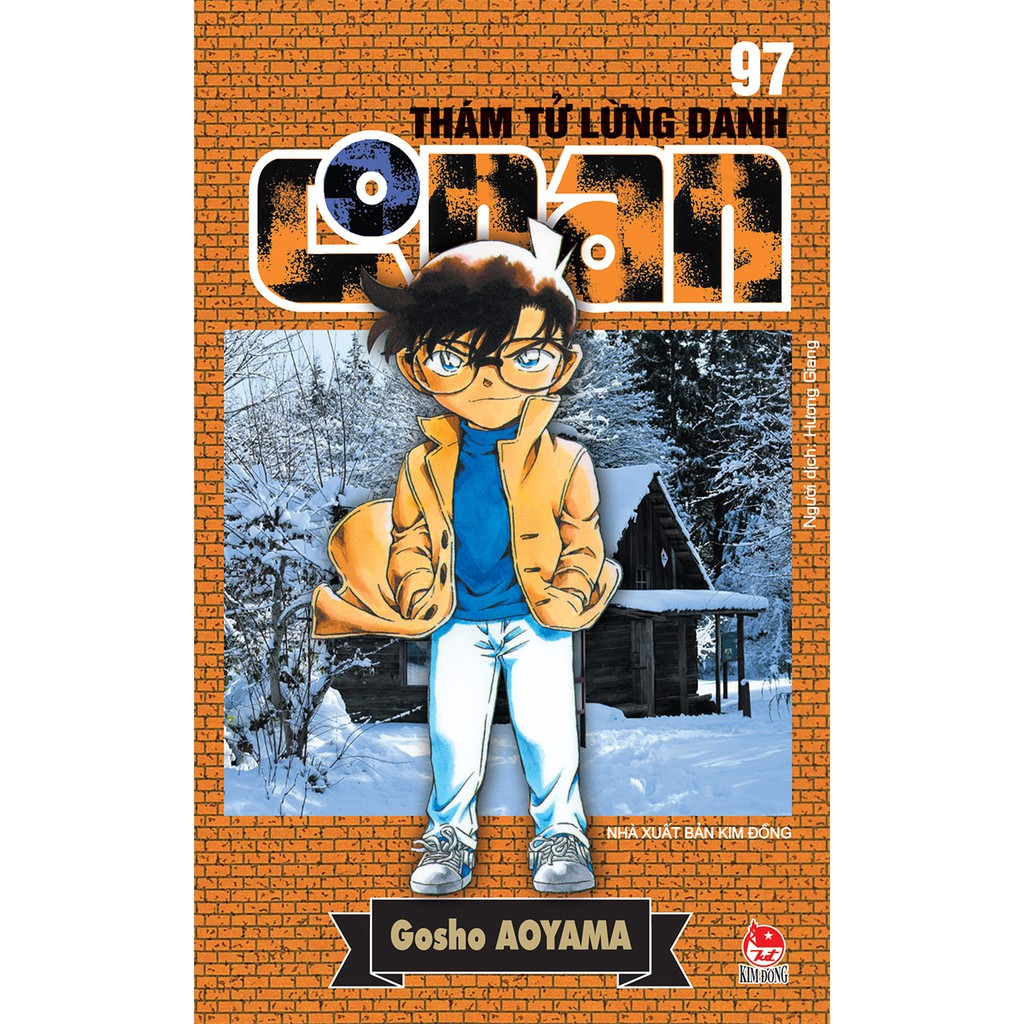 97
THÁM TỬ LỪNG DANH
Conan
Người dịch: Hương Giang
NHÀ XUẤT BẢN KIM ĐỒNG
Gosho AOYAMA
KIM ĐỒNG